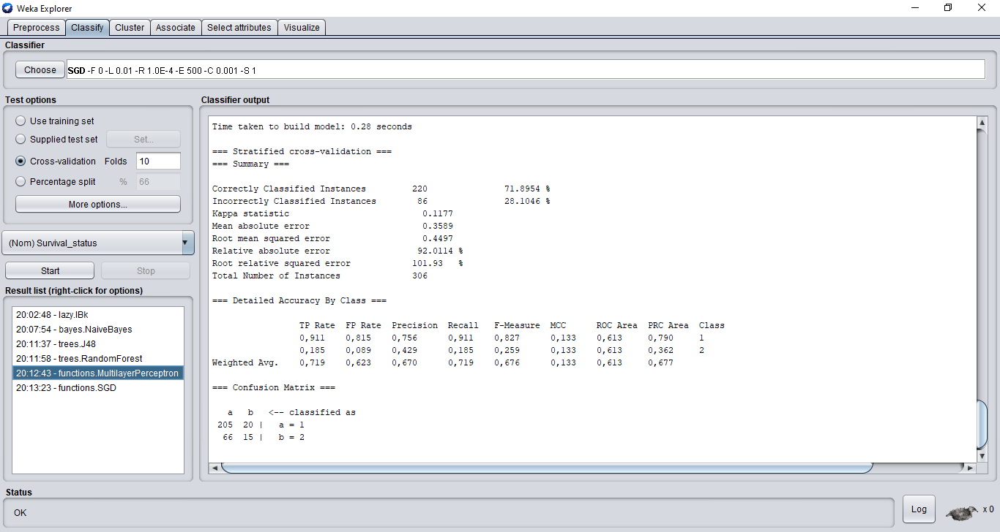 Weka Explorer
Preprocess Classify Cluster Associate Select attributes Visualize
Classifier
Choose SGD -F 0 -L 0.01 -R 1.0E-4 -E 500 -C 0.001 -S 1
Test options
Use training set
Supplied test set Set...
Cross-validation Folds 10
Percentage split % 66
More options...
(Nom) Survival_status
Start Stop
Result list (right-click for options)
20:02:48 - lazy.IBk
20:07:54 - bayes.NaiveBayes
20:11:37 - trees.J48
20:11:58 - trees.RandomForest
20:12:43 - functions.MultilayerPerceptron
20:13:23 - functions.SGD
Classifier output
Time taken to build model: 0.28 seconds
=== Stratified cross-validation ===
=== Summary ===
Correctly Classified Instances 220 71.8954 %
Incorrectly Classified Instances 86 28.1046 %
Kappa statistic 0.1177
Mean absolute error 0.3589
Root mean squared error 0.4497
Relative absolute error 92.0114 %
Root relative squared error 101.93 %
Total Number of Instances 306
=== Detailed Accuracy By Class ===
TP Rate FP Rate Precision Recall F-Measure MCC ROC Area PRC Area Class
0,911 0,815 0,756 0,911 0,827 0,133 0,613 0,790 1
0,185 0,089 0,429 0,185 0,259 0,133 0,613 0,362 2
Weighted Avg. 0,719 0,623 0,670 0,719 0,676 0,133 0,613 0,677
=== Confusion Matrix ===
a b <-- classified as
205 20 | a = 1
66 15 | b = 2
Status
OK
Log
x 0